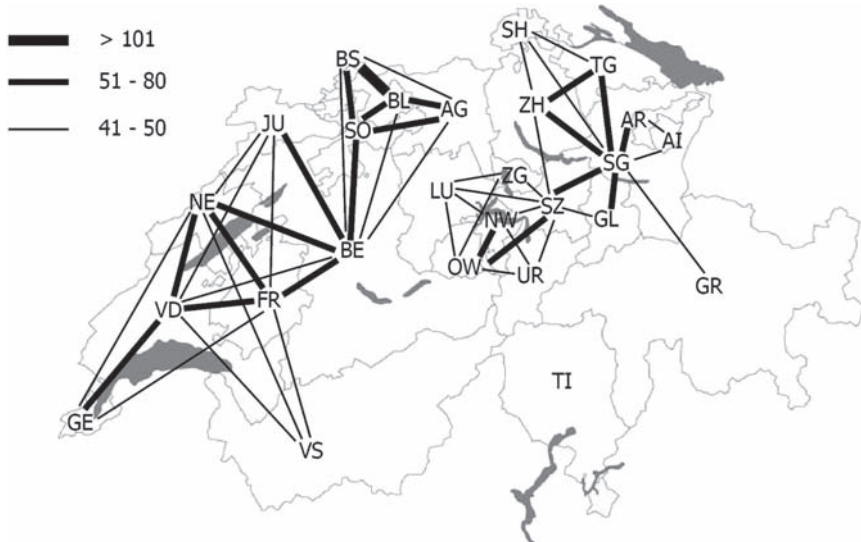 > 101
51 - 80
41 - 50
SH
BS
TG
BL
ZH
AG
AR
JU
SO
AI
SG
ZG
LU
NE
SZ
NW
GL
BE
OW
UR
GR
FR
VD
TI
GE
VS